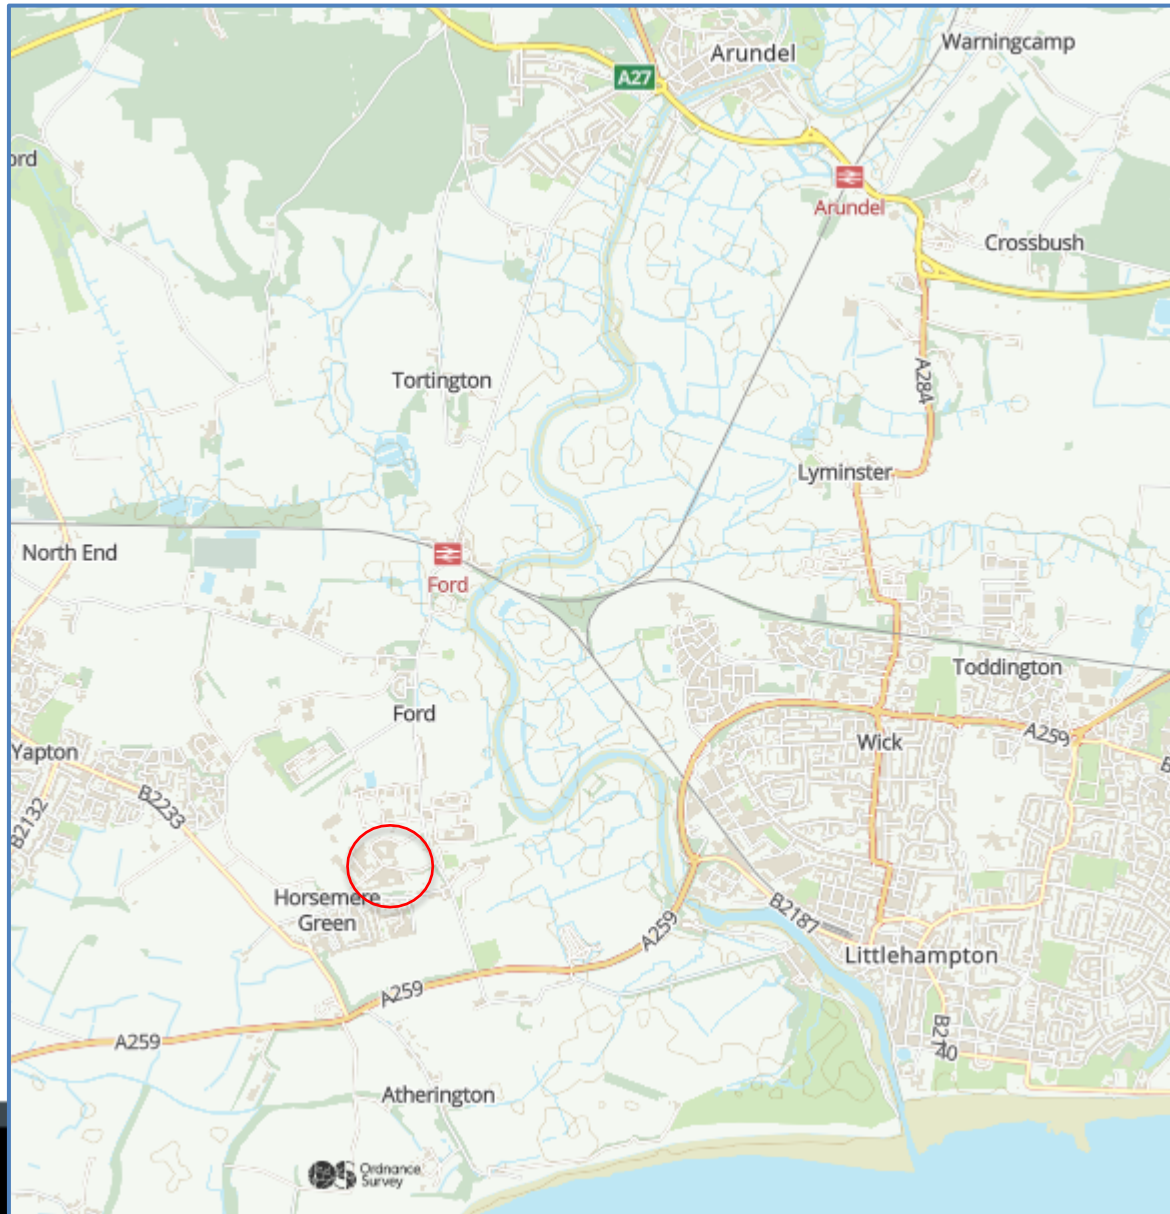 Warningcamp
Arundel
A27
ord
Arundel
Crossbush
A284
Tortington
Lyminster
North End
Ford
Toddington
Ford
A259
Wick
Yapton
B2233
B2132
Horsemere
Green
B2187
A259
Littlehampton
A259
A259
B2140
Atherington
Ordnance
Survey